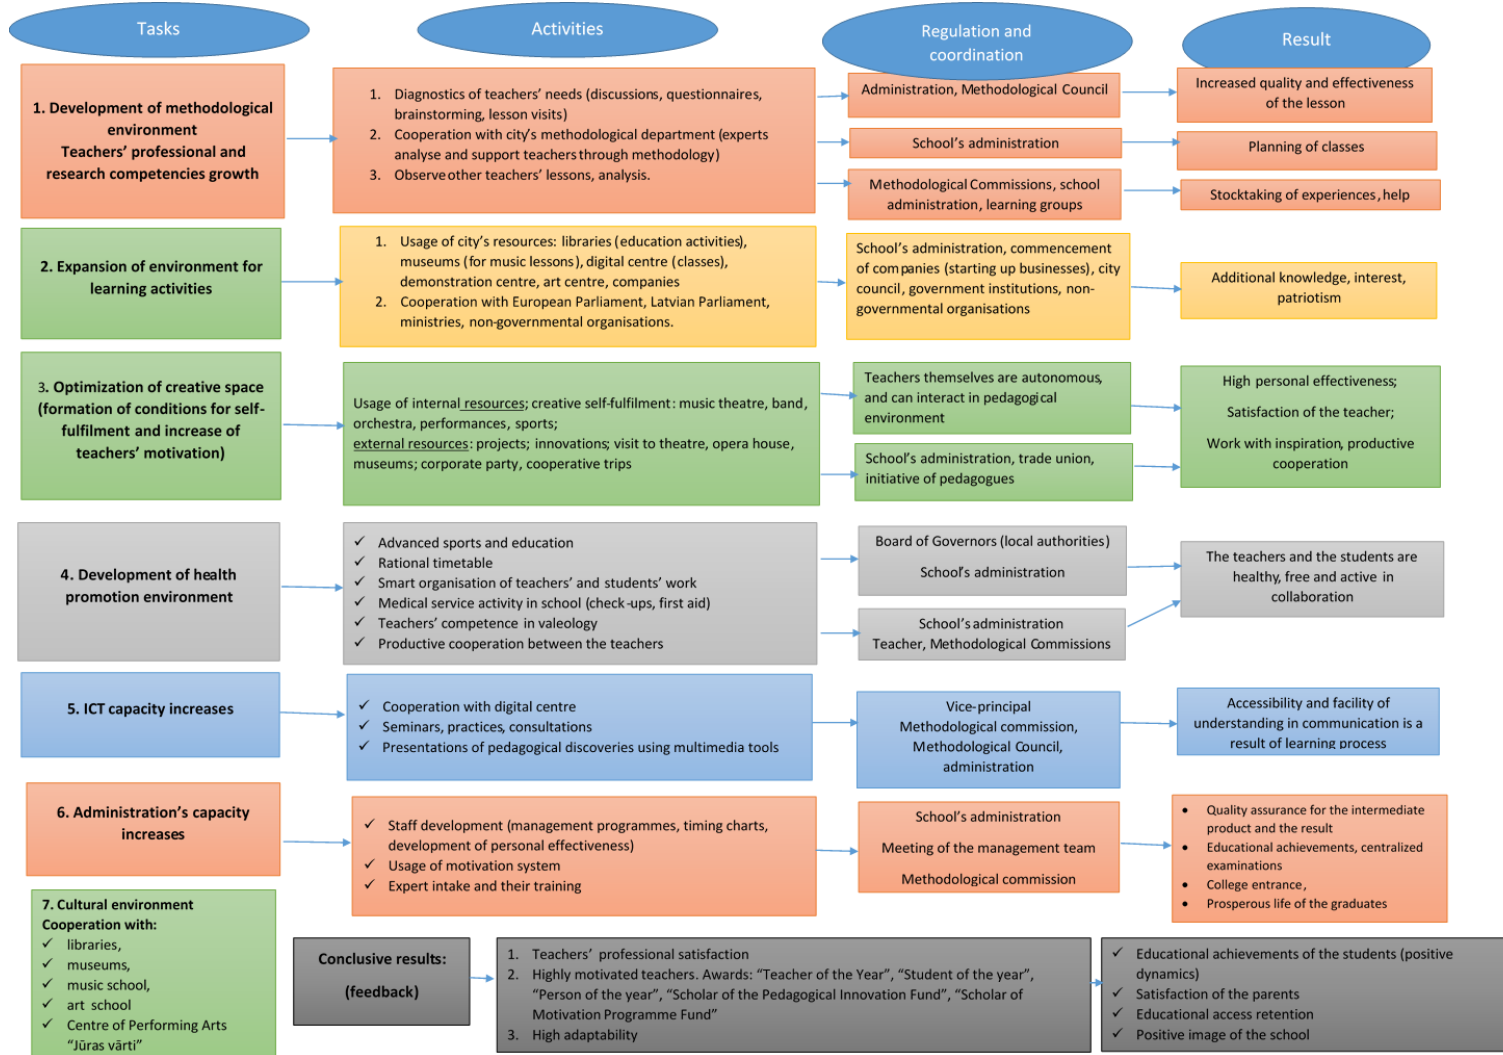 Tasks
Activities
Regulation and
coordination
Result
1. Development of methodological
environment
Teachers’ professional and
research competencies growth
1. Diagnostics of teachers’ needs (discussions, questionnaires,
brainstorming, lesson visits)
2. Cooperation with city’s methodological department (experts
analyse and support teachers through methodology)
3. Observe other teachers’ lessons, analysis.
Administration, Methodological Council
School’s administration
Methodological Commissions, school
administration, learning groups
Increased quality and effectiveness
of the lesson
Planning of classes
Stocktaking of experiences, help
2. Expansion of environment for
learning activities
1. Usage of city’s resources: libraries (education activities),
museums (for music lessons), digital centre (classes),
demonstration centre, art centre, companies
2. Cooperation with European Parliament, Latvian Parliament,
ministries, non-governmental organisations.
School’s administration, commencement
of companies (starting up businesses), city
council, government institutions, non-
governmental organisations
Additional knowledge, interest,
patriotism
3. Optimization of creative space
(formation of conditions for self-
fulfilment and increase of
teachers’ motivation)
Usage of internal resources; creative self-fulfilment: music theatre, band,
orchestra, performances, sports;
external resources: projects; innovations; visit to theatre, opera house,
museums; corporate party, cooperative trips
Teachers themselves are autonomous,
and can interact in pedagogical
environment
School’s administration, trade union,
initiative of pedagogues
High personal effectiveness;
Satisfaction of the teacher;
Work with inspiration, productive
cooperation
4. Development of health
promotion environment
✓ Advanced sports and education
✓ Rational timetable
✓ Smart organisation of teachers’ and students’ work
✓ Medical service activity in school (check-ups, first aid)
✓ Teachers’ competence in valeology
✓ Productive cooperation between the teachers
Board of Governors (local authorities)
School’s administration
School’s administration
Teacher, Methodological Commissions
The teachers and the students are
healthy, free and active in
collaboration
5. ICT capacity increases
✓ Cooperation with digital centre
✓ Seminars, practices, consultations
✓ Presentations of pedagogical discoveries using multimedia tools
Vice-principal
Methodological commission,
Methodological Council,
administration
Accessibility and facility of
understanding in communication is a
result of learning process
6. Administration’s capacity
increases
✓ Staff development (management programmes, timing charts,
development of personal effectiveness)
✓ Usage of motivation system
✓ Expert intake and their training
School’s administration
Meeting of the management team
Methodological commission
• Quality assurance for the intermediate
product and the result
• Educational achievements, centralized
examinations
• College entrance,
• Prosperous life of the graduates
7. Cultural environment
Cooperation with:
✓ libraries,
✓ museums,
✓ music school,
✓ art school
✓ Centre of Performing Arts
“Jūras vārti”
Conclusive results:
(feedback)
1. Teachers’ professional satisfaction
2. Highly motivated teachers. Awards: “Teacher of the Year”, “Student of the year”,
“Person of the year”, “Scholar of the Pedagogical Innovation Fund”, “Scholar of
Motivation Programme Fund”
3. High adaptability
✓ Educational achievements of the students (positive
dynamics)
✓ Satisfaction of the parents
✓ Educational access retention
✓ Positive image of the school